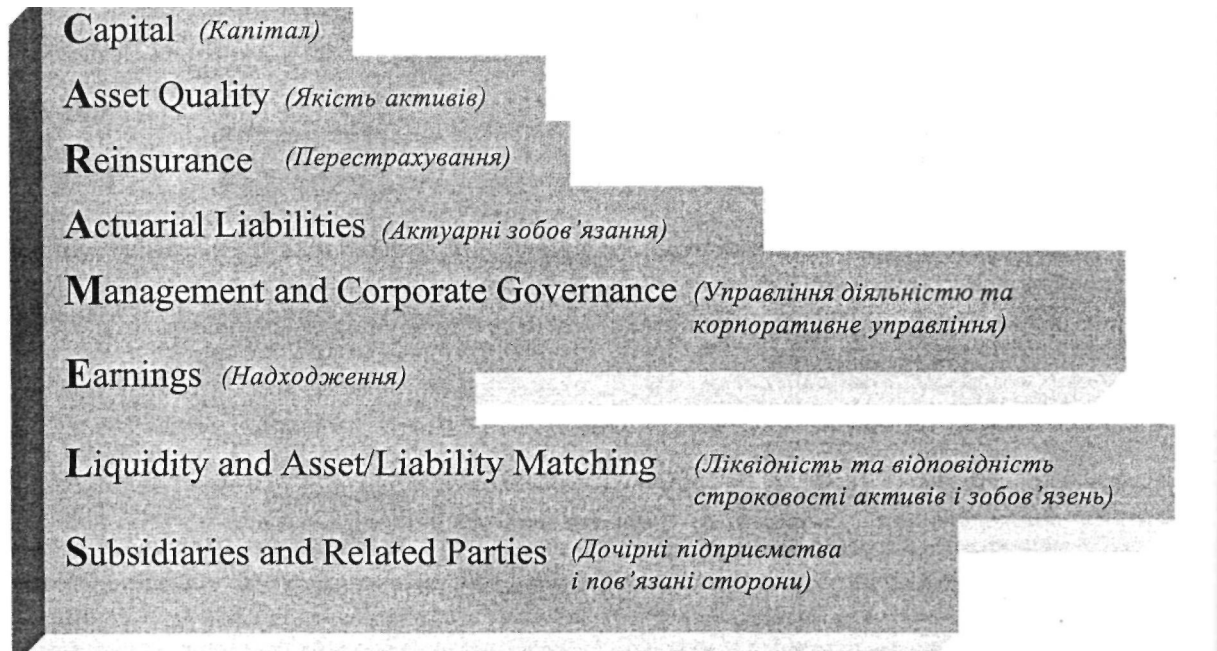 Capital (Капітал)
Asset Quality (Якість активів)
Reinsurance (Перестрахування)
Actuarial Liabilities (Актуарні зобов’язання)
Management and Corporate Governance (Управління діяльністю та
корпоративне управління)
Earnings (Надходження)
Liquidity and Asset/Liability Matching (Ліквідність та відповідність
строковості активів і зобов’язень)
Subsidiaries and Related Parties (Дочірні підприємства
і пов’язані сторони)